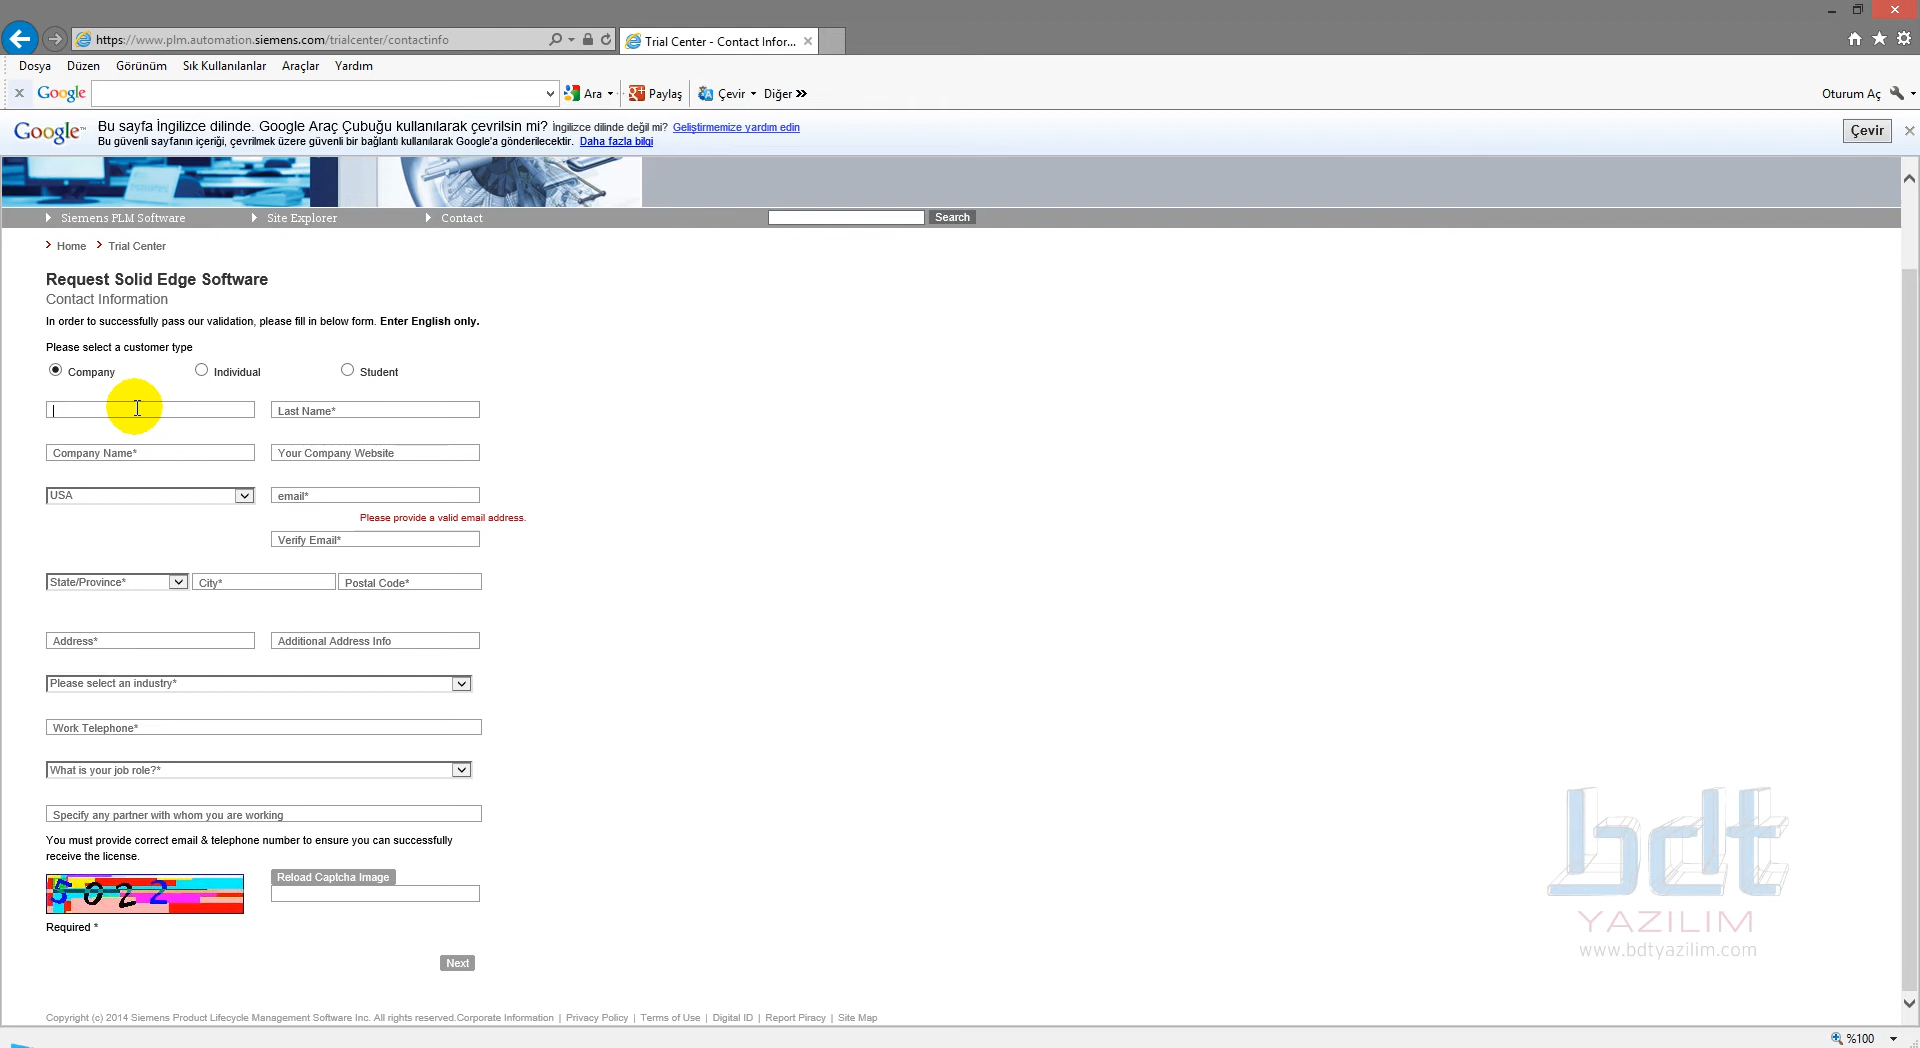 https://www.plm.automation.siemens.com/trialcenter/contactinfo
Trial Center - Contact Infor...
Dosya Düzen Görünüm Sık Kullanılanlar Araçlar Yardım
Google Ara Paylaş Çevir Diğer Oturum Aç
Google Bu sayfa İngilizce dilinde. Google Araç Çubuğu kullanılarak çevrilsin mi? İngilizce dilinde değil mi? Geliştirmemize yardım edin Çevir
Bu güvenli sayfanın içeriği, çevrilmek üzere güvenli bir bağlantı kullanılarak Google'a gönderilecektir. Daha fazla bilgi
Siemens PLM Software Site Explorer Contact Search
Home Trial Center
Request Solid Edge Software
Contact Information
In order to successfully pass our validation, please fill in below form. Enter English only.
Please select a customer type
Company Individual Student
Last Name*
Company Name* Your Company Website
USA email*
Please provide a valid email address.
Verify Email*
State/Province* City* Postal Code*
Address* Additional Address Info
Please select an industry*
Work Telephone*
What is your job role?*
Specify any partner with whom you are working
You must provide correct email & telephone number to ensure you can successfully
receive the license.
Reload Captcha Image
5022
Required *
Next
bdt
YAZILIM
www.bdtyazilim.com
Copyright (c) 2014 Siemens Product Lifecycle Management Software Inc. All rights reserved.Corporate Information | Privacy Policy | Terms of Use | Digital ID | Report Piracy | Site Map
%100